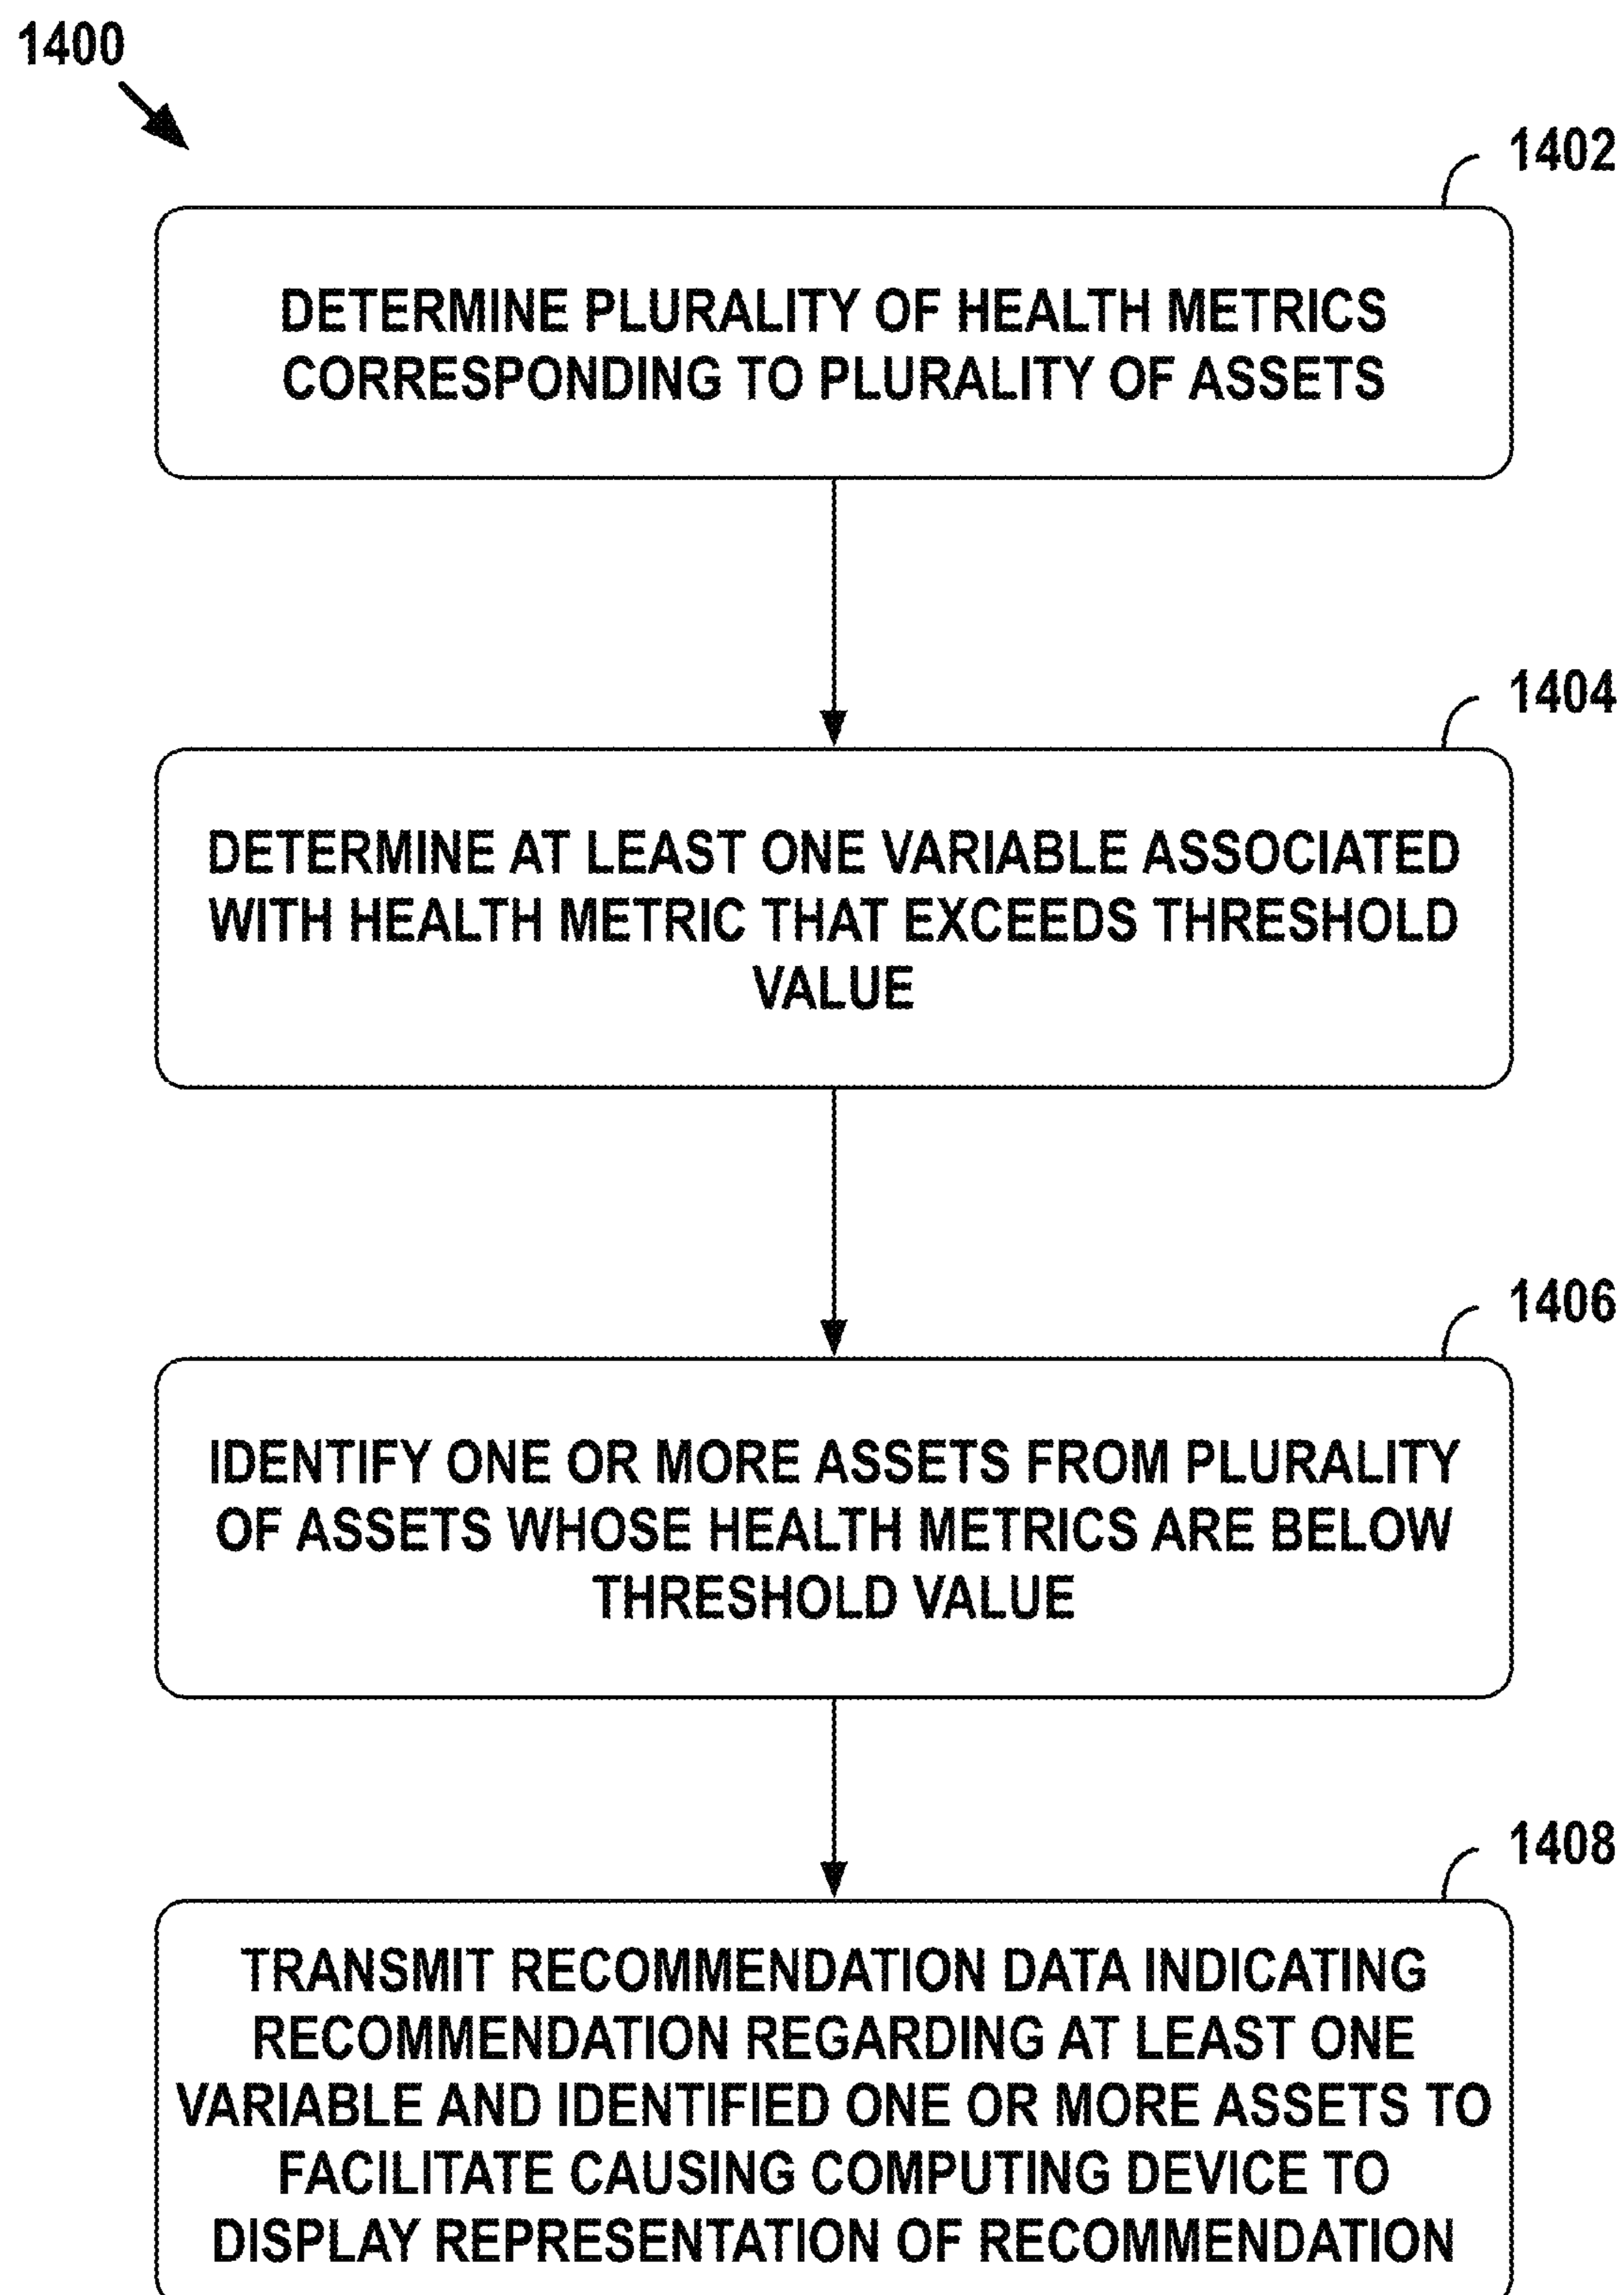 1400
1402
DETERMINE PLURALITY OF HEALTH METRICS
CORRESPONDING TO PLURALITY OF ASSETS
1404
DETERMINE AT LEAST ONE VARIABLE ASSOCIATED
WITH HEALTH METRIC THAT EXCEEDS THRESHOLD
VALUE
1406
IDENTIFY ONE OR MORE ASSETS FROM PLURALITY
OF ASSETS WHOSE HEALTH METRICS ARE BELOW
THRESHOLD VALUE
1408
TRANSMIT RECOMMENDATION DATA INDICATING
RECOMMENDATION REGARDING AT LEAST ONE
VARIABLE AND IDENTIFIED ONE OR MORE ASSETS TO
FACILITATE CAUSING COMPUTING DEVICE TO
DISPLAY REPRESENTATION OF RECOMMENDATION